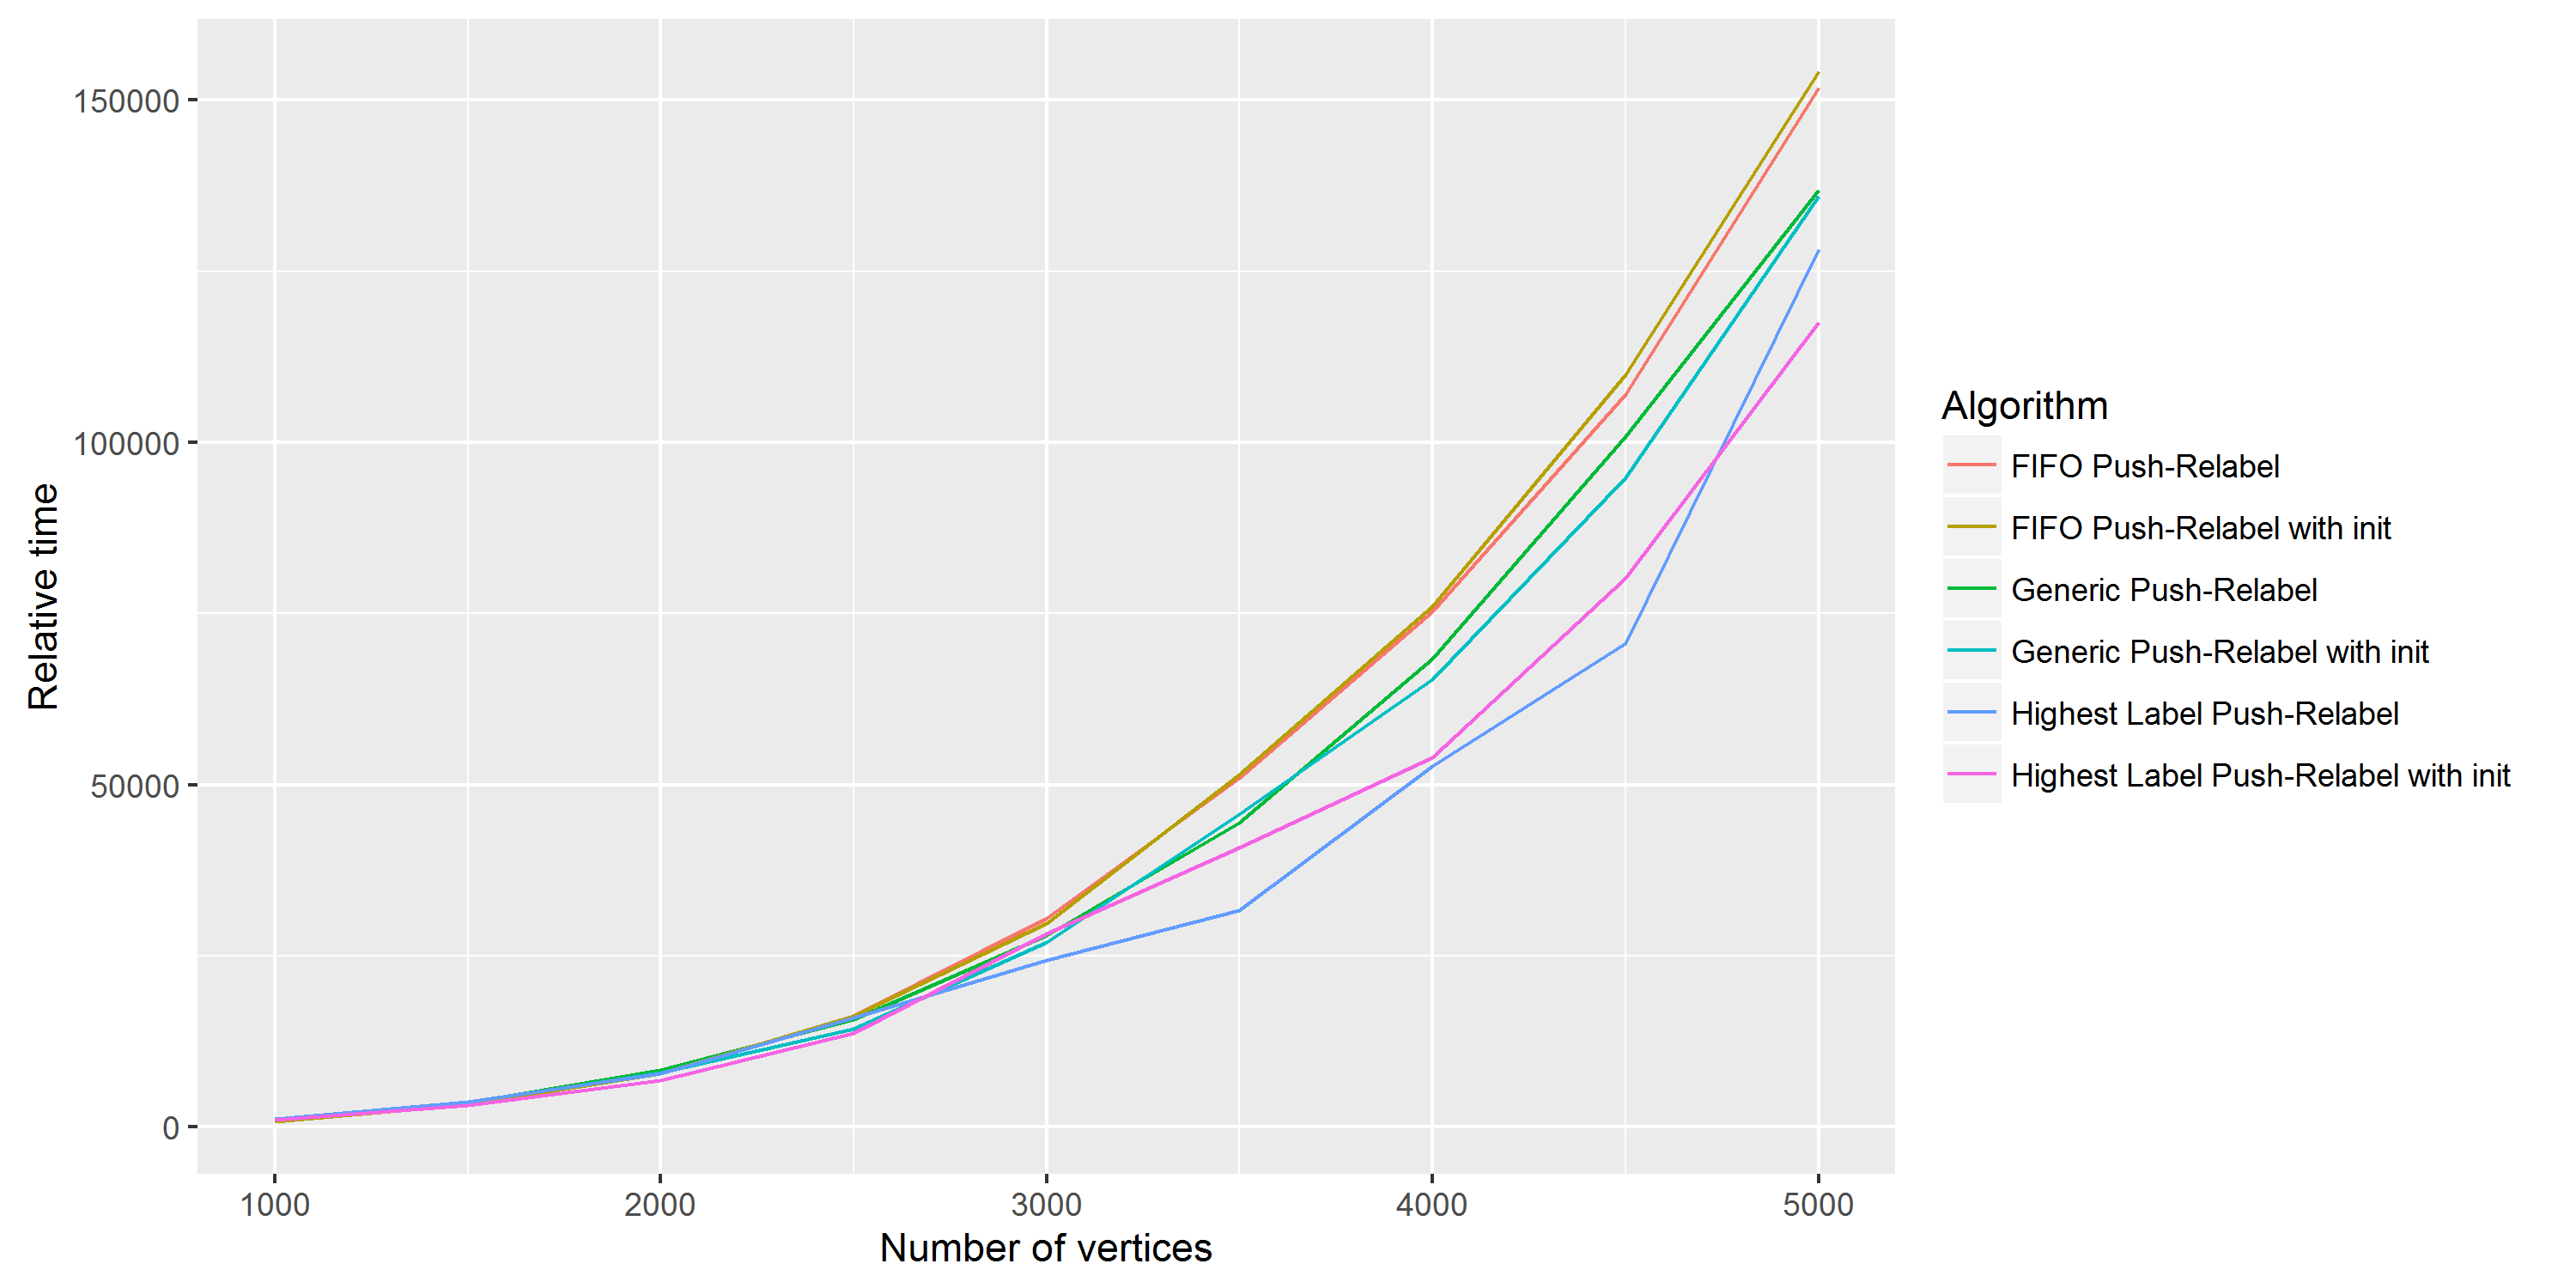 150000
100000
50000
0
Relative time
1000
2000
3000
4000
5000
Number of vertices
Algorithm
FIFO Push-Relabel
FIFO Push-Relabel with init
Generic Push-Relabel
Generic Push-Relabel with init
Highest Label Push-Relabel
Highest Label Push-Relabel with init